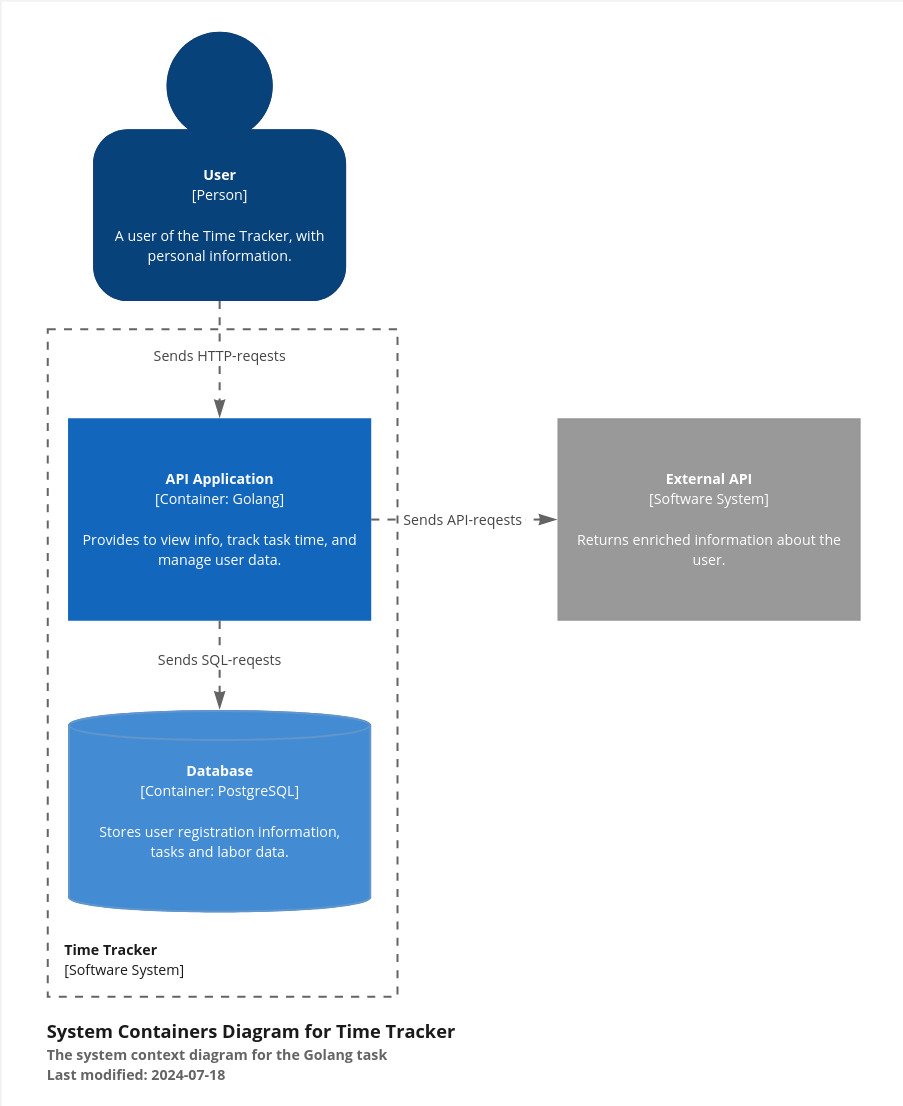 User
[Person]
A user of the Time Tracker, with
personal information.
Sends HTTP-reqests
API Application
[Container: Golang]
Provides to view info, track task time, and
manage user data.
Sends API-reqests
External API
[Software System]
Returns enriched information about the
user.
Sends SQL-reqests
Database
[Container: PostgreSQL]
Stores user registration information,
tasks and labor data.
Time Tracker
[Software System]
System Containers Diagram for Time Tracker
The system context diagram for the Golang task
Last modified: 2024-07-18